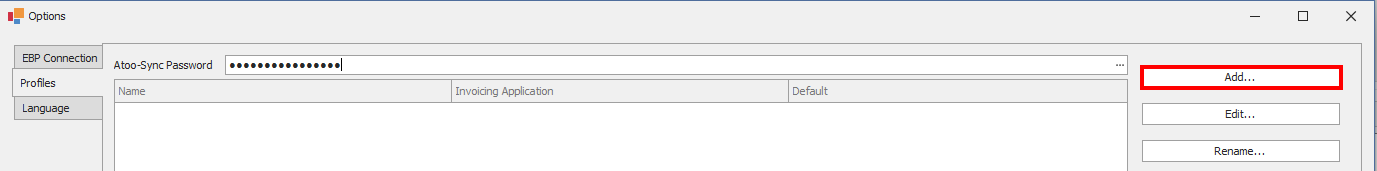 Options
EBP Connection
Profiles
Language
Atoo-Sync Password ●●●●●●●●●●●●●●●● ...
Name Invoicing Application Default
Add...
Edit...
Rename...